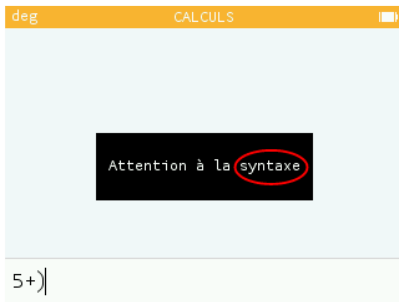 deg CALCULS
Attention à la syntaxe
5+)